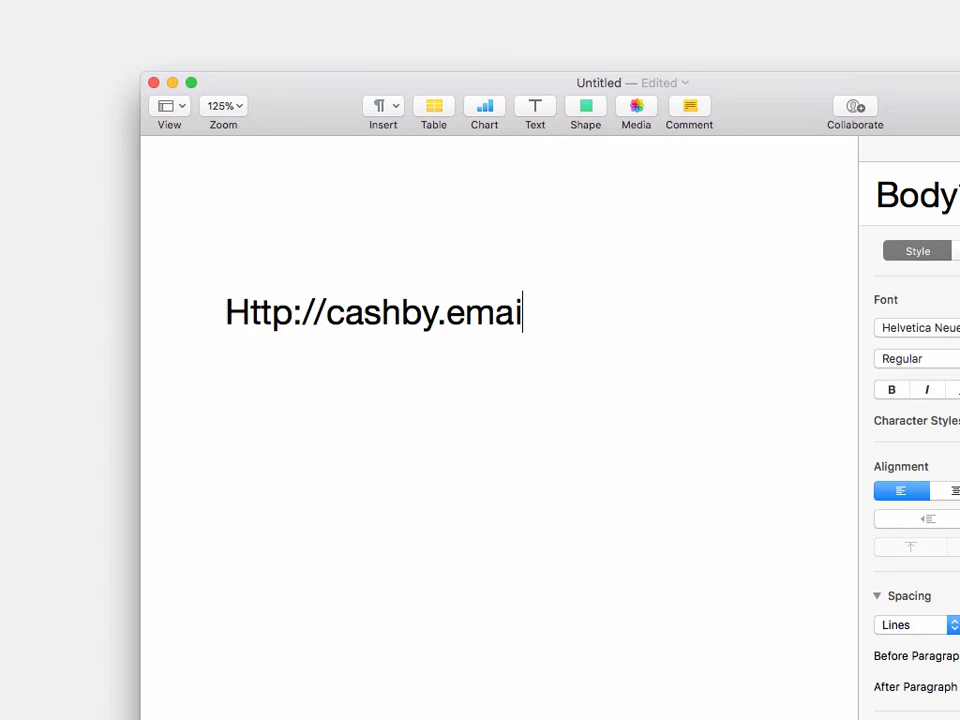 Untitled — Edited
125%
View
Zoom
Insert
Table
Chart
Text
Shape
Media
Comment
Collaborate
Http://cashby.emai
Body
Style
Font
Helvetica Neue
Regular
B I
Character Styles
Alignment
Spacing
Lines
Before Paragrap
After Paragraph